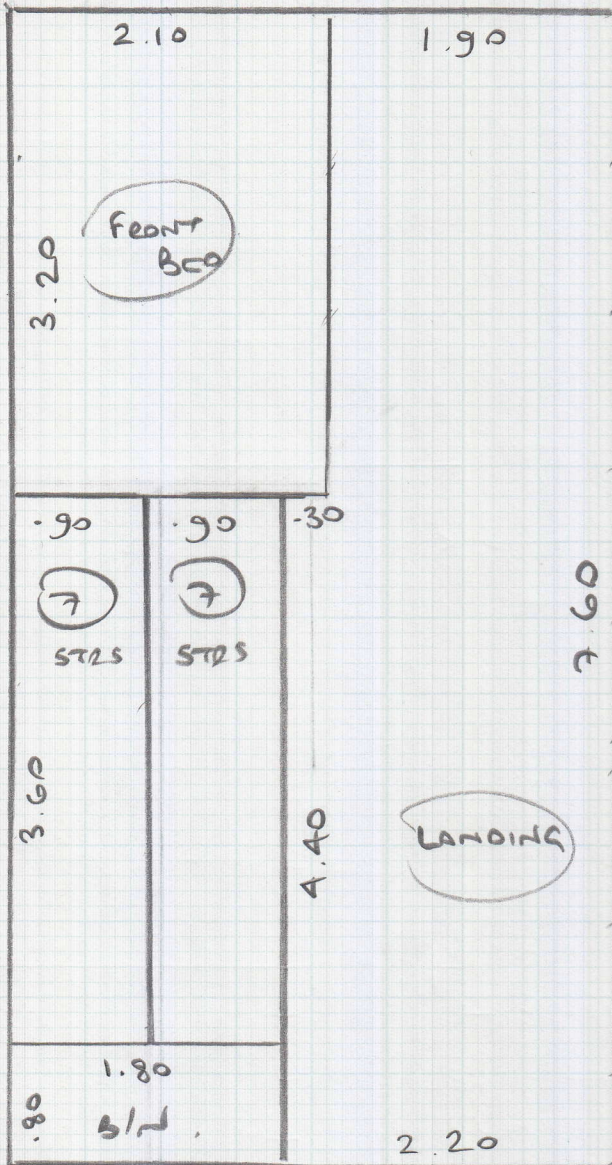 2.10
1.90
FRONT
BED
3.20
.90
.90
.30
7
7
STRS
STRS
7.60
3.60
4.40
LANDING
1.80
.80
B/N.
2.20